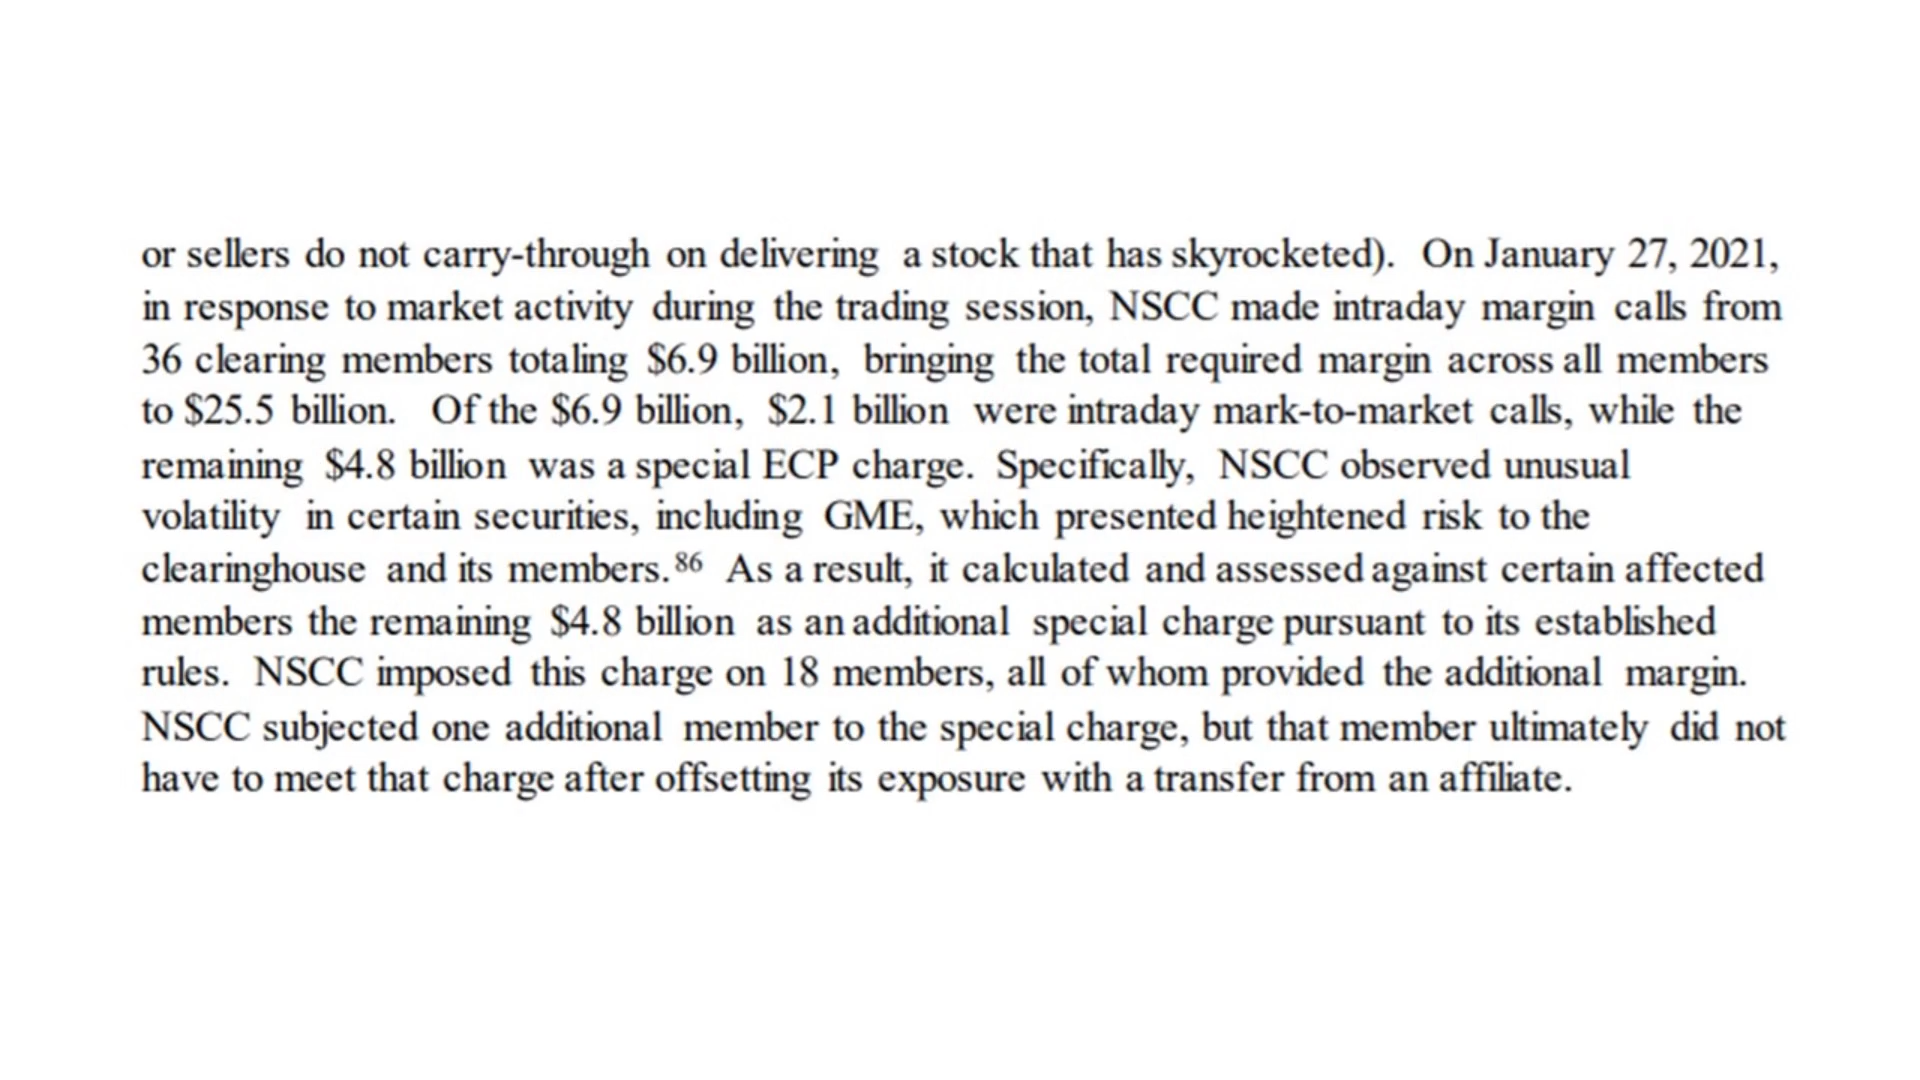 or sellers do not carry-through on delivering a stock that has skyrocketed). On January 27, 2021,
in response to market activity during the trading session, NSCC made intraday margin calls from
36 clearing members totaling $6.9 billion, bringing the total required margin across all members
to $25.5 billion. Of the $6.9 billion, $2.1 billion were intraday mark-to-market calls, while the
remaining $4.8 billion was a special ECP charge. Specifically, NSCC observed unusual
volatility in certain securities, including GME, which presented heightened risk to the
clearinghouse and its members.86 As a result, it calculated and assessed against certain affected
members the remaining $4.8 billion as an additional special charge pursuant to its established
rules. NSCC imposed this charge on 18 members, all of whom provided the additional margin.
NSCC subjected one additional member to the special charge, but that member ultimately did not
have to meet that charge after offsetting its exposure with a transfer from an affiliate.